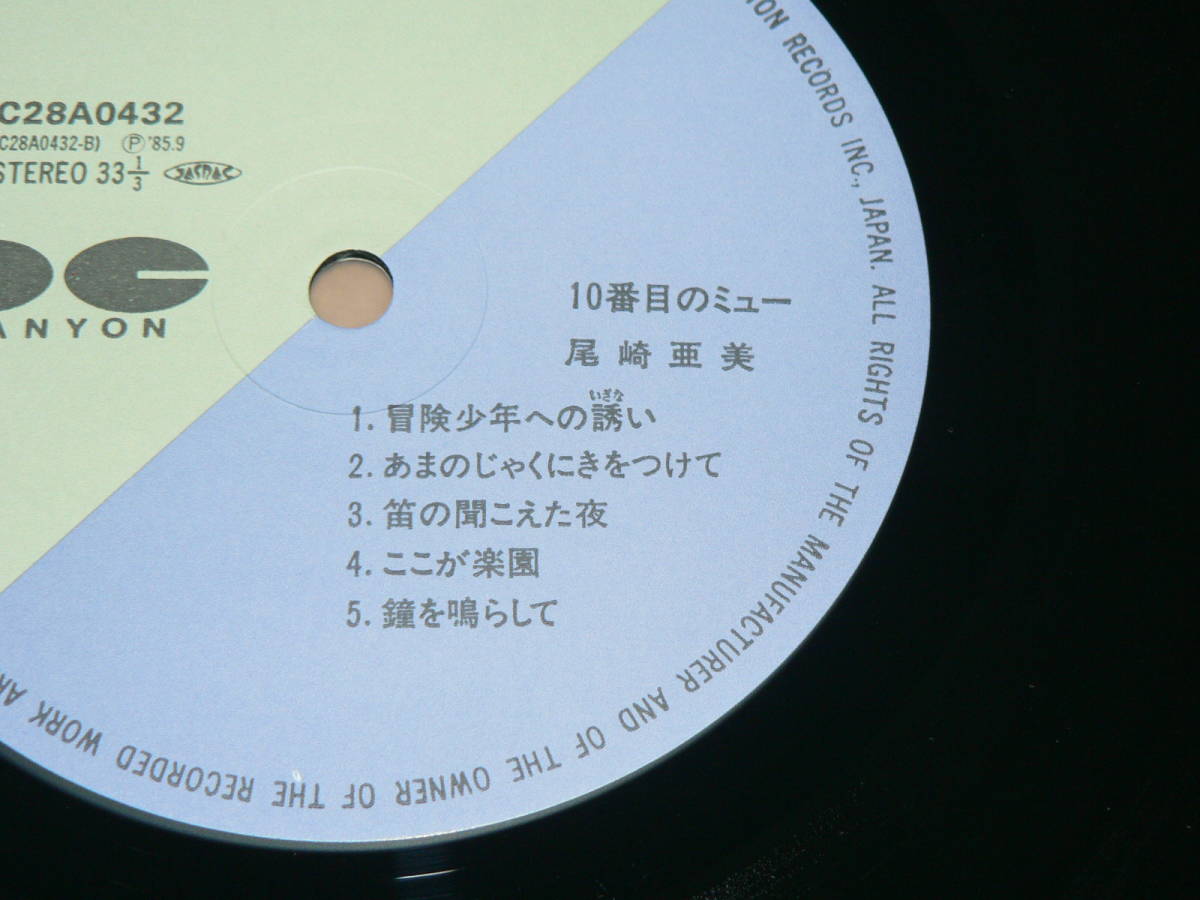 C28A0432
C28A0432-B) Ⓟ'85.9
STEREO 33 1/3 JASRAC
ANYON
10番目のミュー
尾崎亜美
いざな
1. 冒険少年への誘い
2. あまのじゃくにきをつけて
3. 笛の聞こえた夜
4. ここが楽園
5. 鐘を鳴らして
YON RECORDS INC., JAPAN. ALL RIGHTS OF THE MANUFACTURER AND OF THE OWNER OF THE RECORDED WORK AR